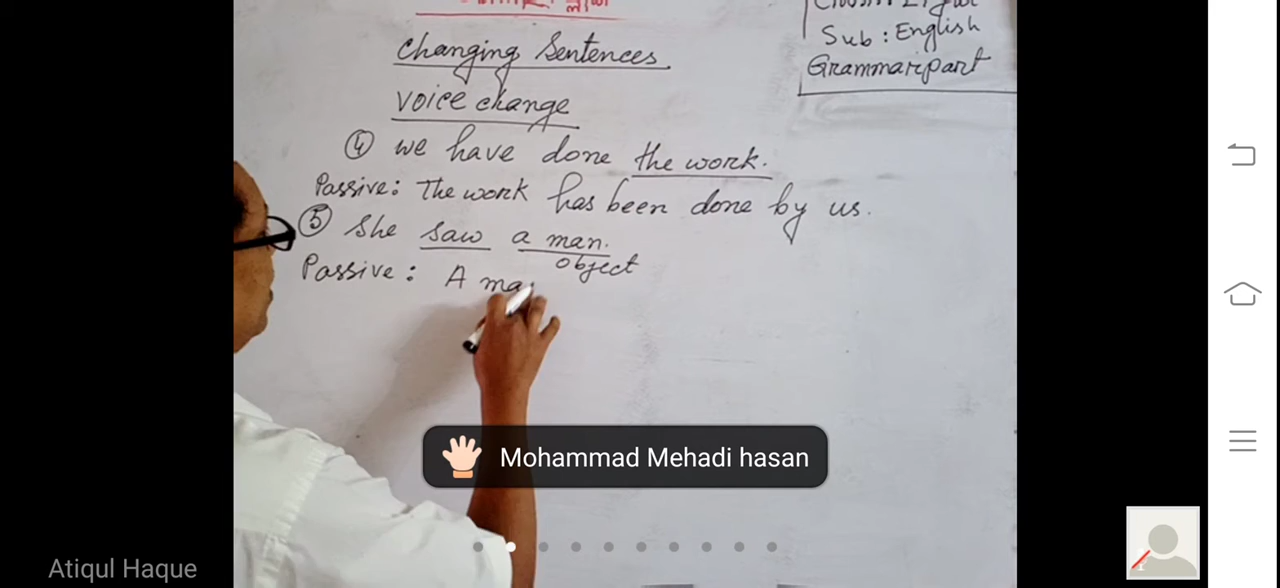 Sub : English
Grammar part
Changing Sentences
Voice change
④ We have done the work.
Passive : The work has been done by us.
⑤ She saw a man.
object
Passive : A ma
Mohammad Mehadi hasan
Atiqul Haque